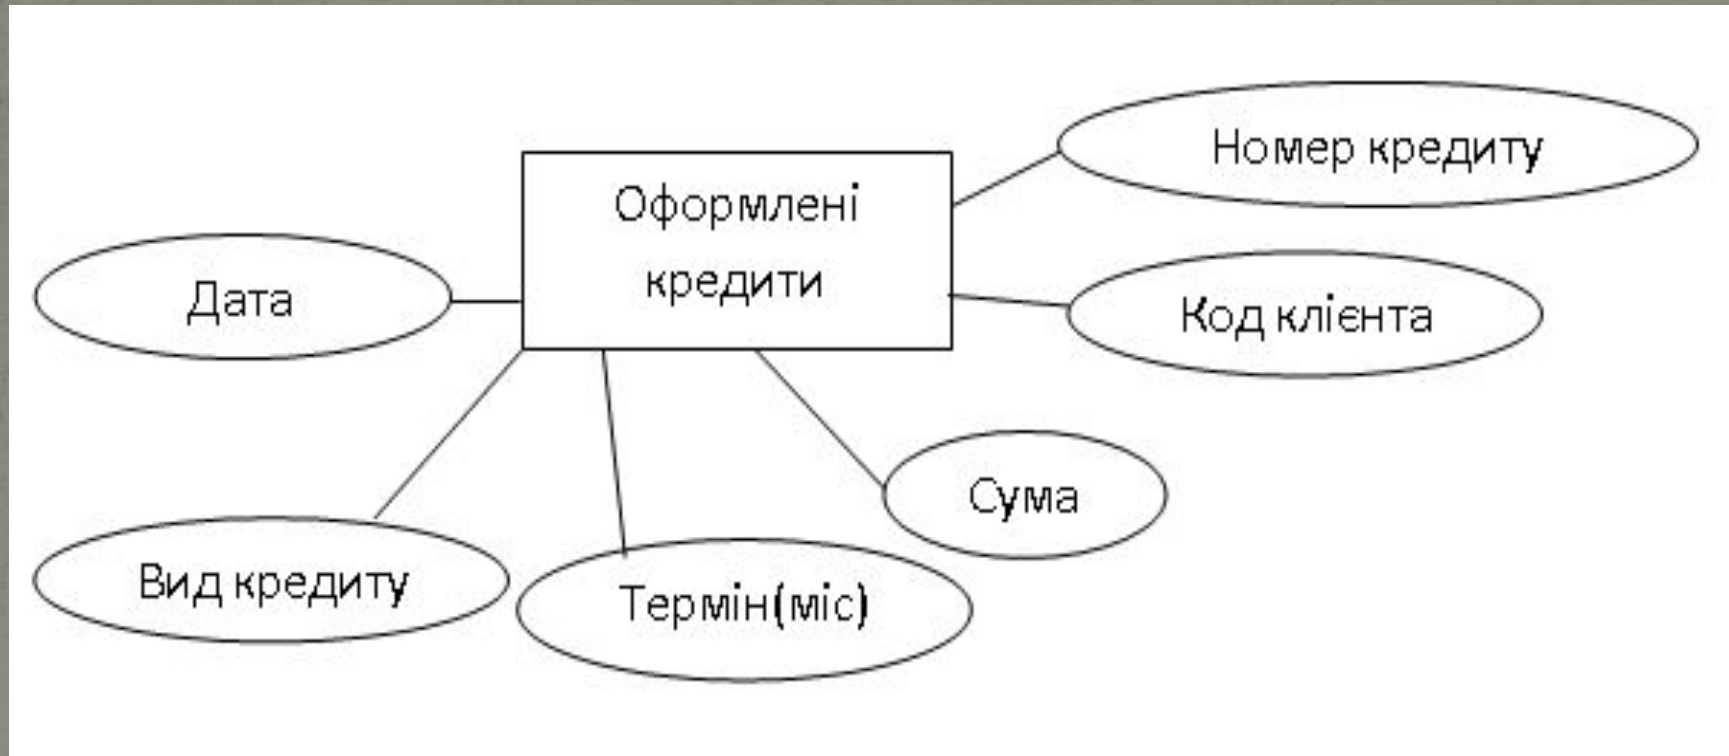 Оформлені
кредити
Номер кредиту
Дата
Код клієнта
Сума
Вид кредиту
Термін(міс)